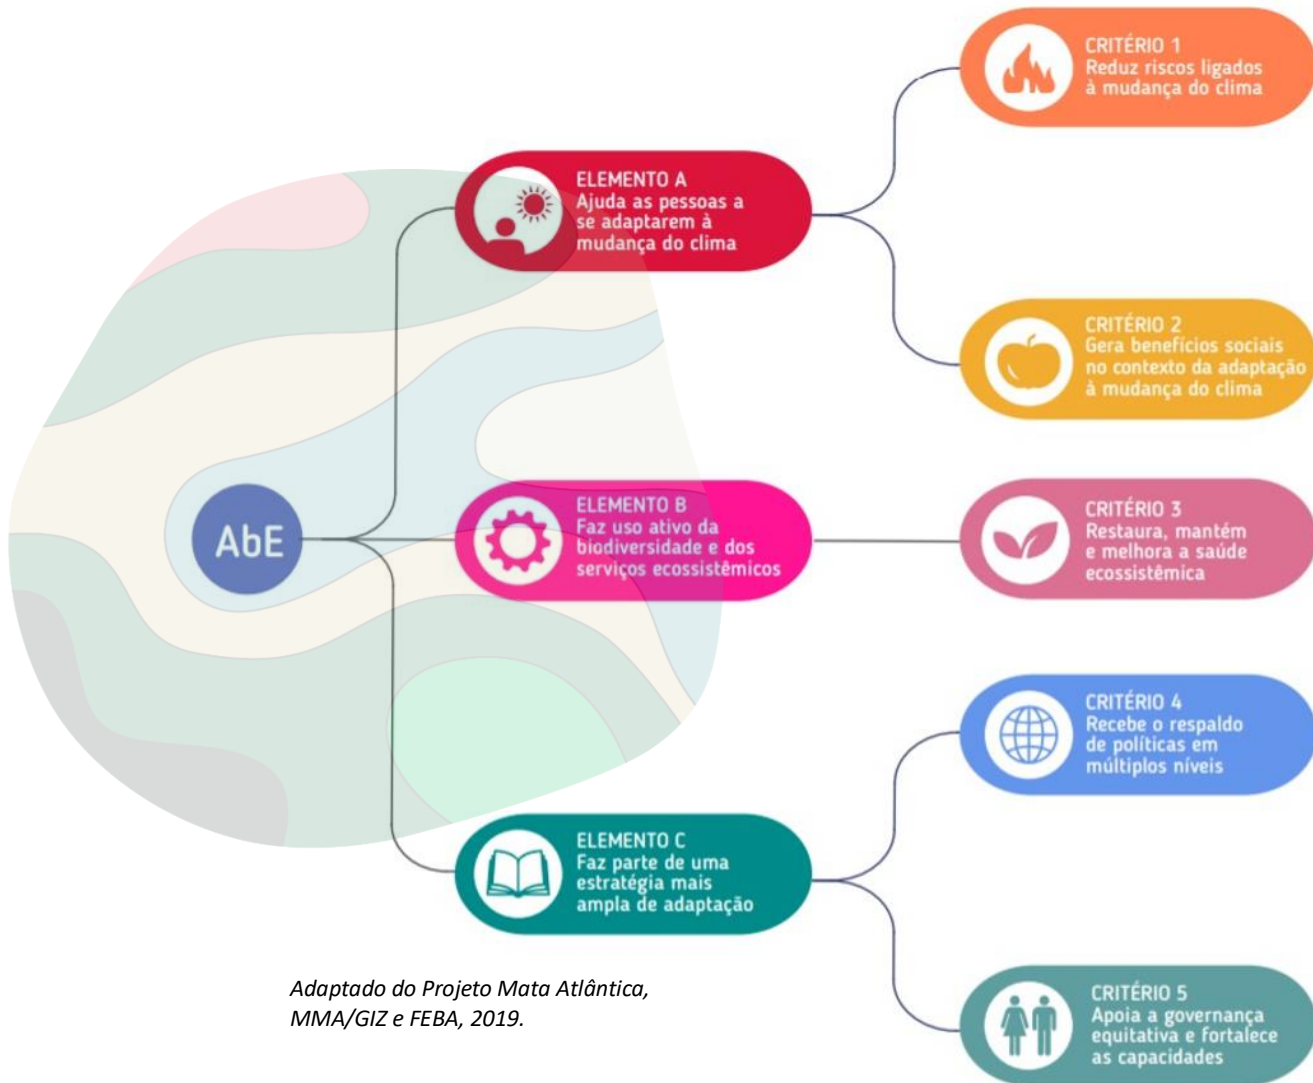 AbE
ELEMENTO A
Ajuda as pessoas a
se adaptarem à
mudança do clima
CRITÉRIO 1
Reduz riscos ligados
à mudança do clima
CRITÉRIO 2
Gera benefícios sociais
no contexto da adaptação
à mudança do clima
ELEMENTO B
Faz uso ativo da
biodiversidade e dos
serviços ecossistêmicos
CRITÉRIO 3
Restaura, mantém
e melhora a saúde
ecossistêmica
ELEMENTO C
Faz parte de uma
estratégia mais
ampla de adaptação
CRITÉRIO 4
Recebe o respaldo
de políticas em
múltiplos níveis
CRITÉRIO 5
Apoia a governança
equitativa e fortalece
as capacidades
Adaptado do Projeto Mata Atlântica,
MMA/GIZ e FEBA, 2019.